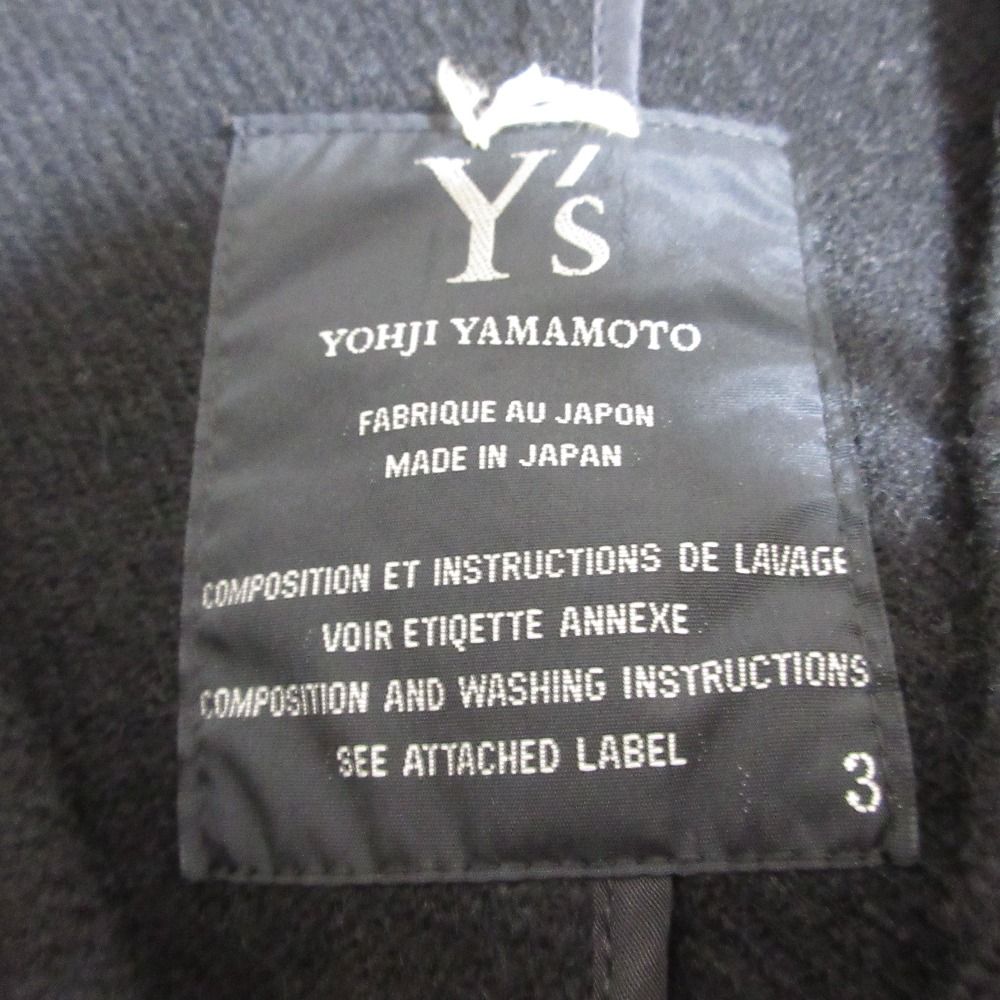 Y's
YOHJI YAMAMOTO
FABRIQUE AU JAPON
MADE IN JAPAN
COMPOSITION ET INSTRUCTIONS DE LAVAGE
VOIR ETIQETTE ANNEXE
COMPOSITION AND WASHING INSTRUCTIONS
SEE ATTACHED LABEL
3